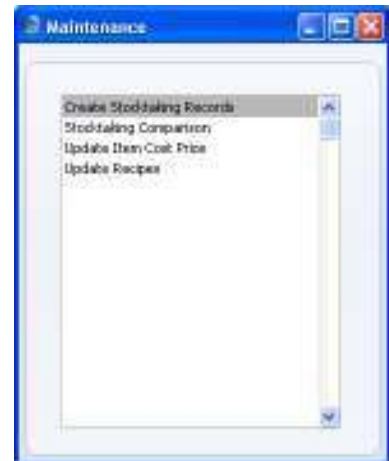 Maintenance
Create Stocktaking Records
Stocktaking Comparison
Update Item Cost Price
Update Recipes